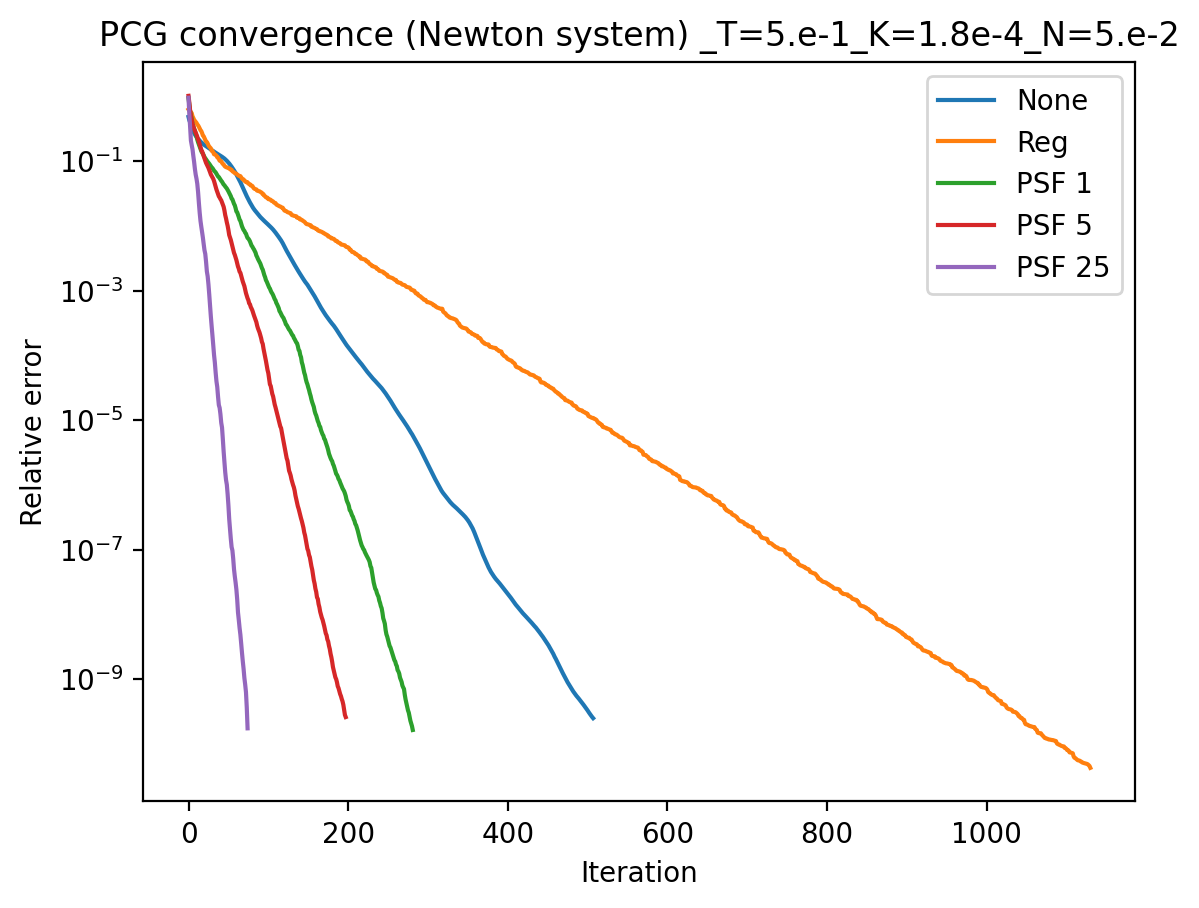 PCG convergence (Newton system) _T=5.e-1_K=1.8e-4_N=5.e-2
None
Reg
PSF 1
PSF 5
PSF 25
Relative error
10⁻¹
10⁻³
10⁻⁵
10⁻⁷
10⁻⁹
0 200 400 600 800 1000
Iteration